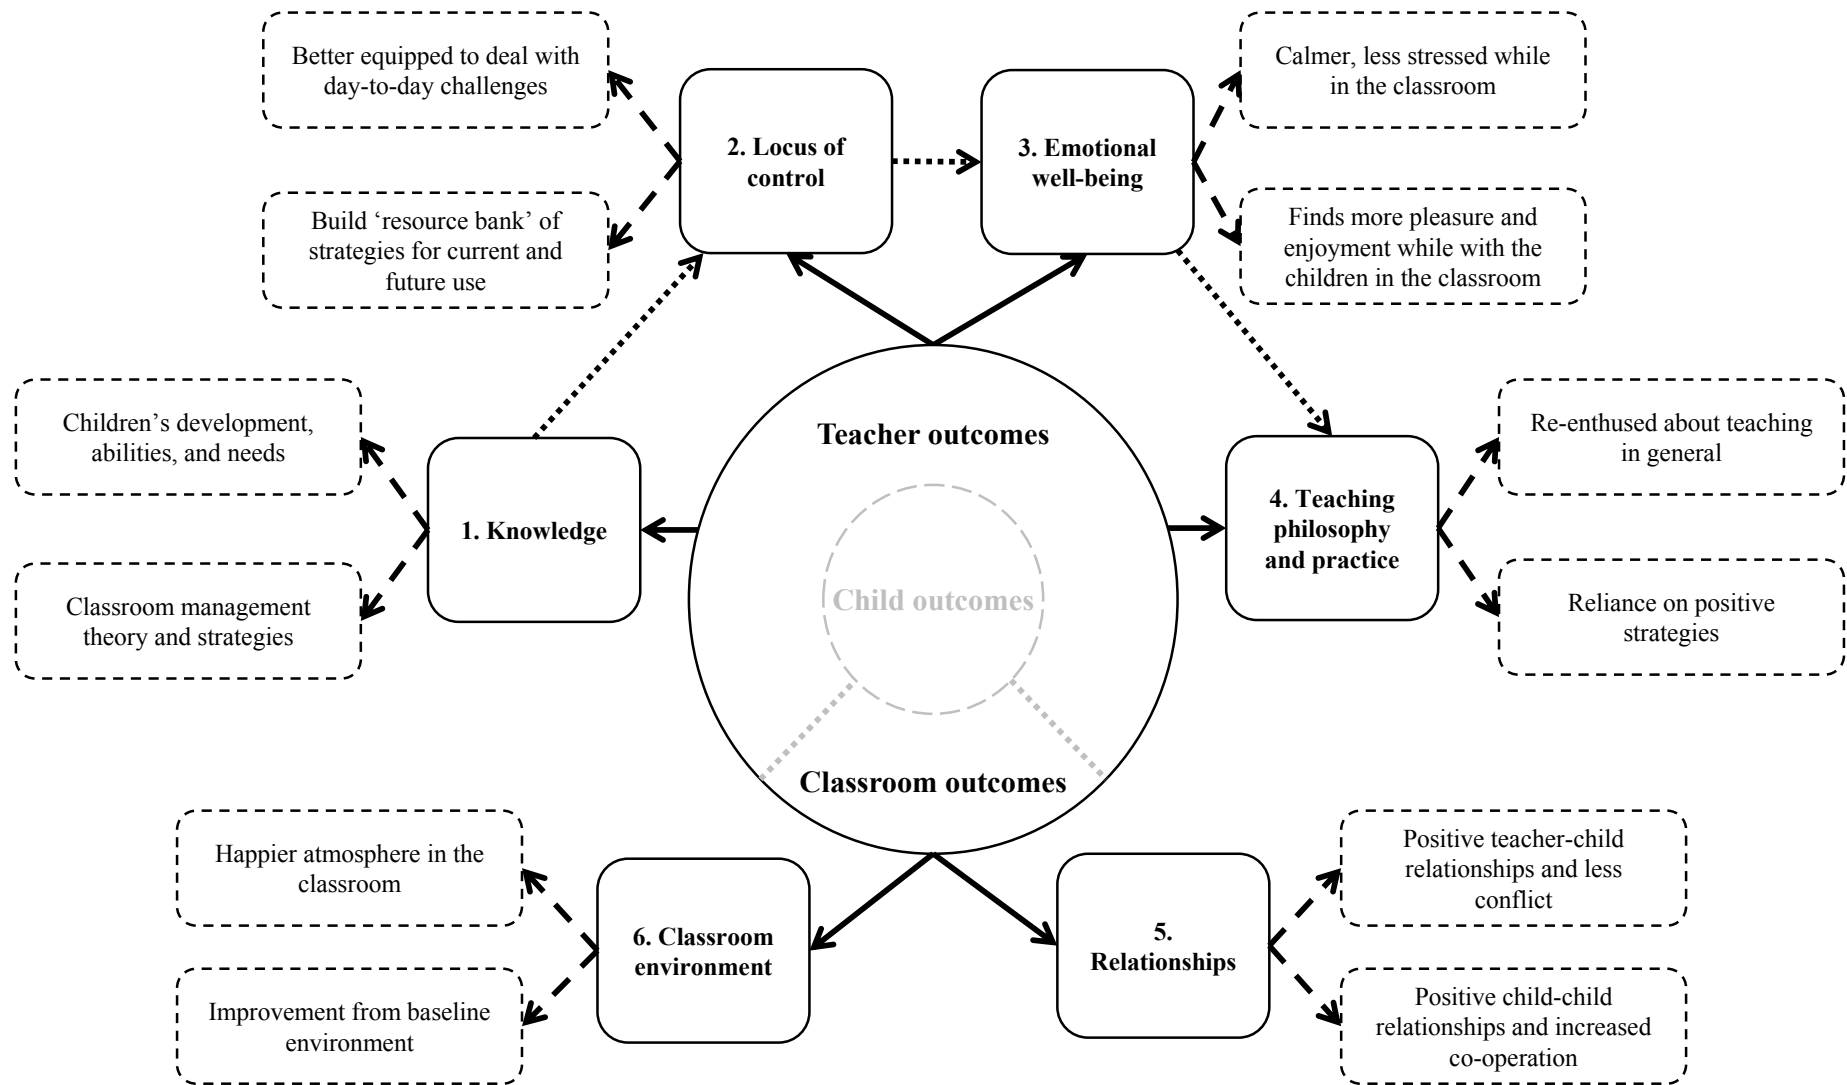 Better equipped to deal with
day-to-day challenges
Build ‘resource bank’ of
strategies for current and
future use
2. Locus of
control
3. Emotional
well-being
Calmer, less stressed while
in the classroom
Finds more pleasure and
enjoyment while with the
children in the classroom
Children’s development,
abilities, and needs
Classroom management
theory and strategies
1. Knowledge
Teacher outcomes
Child outcomes
Classroom outcomes
4. Teaching
philosophy
and practice
Re-enthused about teaching
in general
Reliance on positive
strategies
Happier atmosphere in the
classroom
Improvement from baseline
environment
6. Classroom
environment
5.
Relationships
Positive teacher-child
relationships and less
conflict
Positive child-child
relationships and increased
co-operation